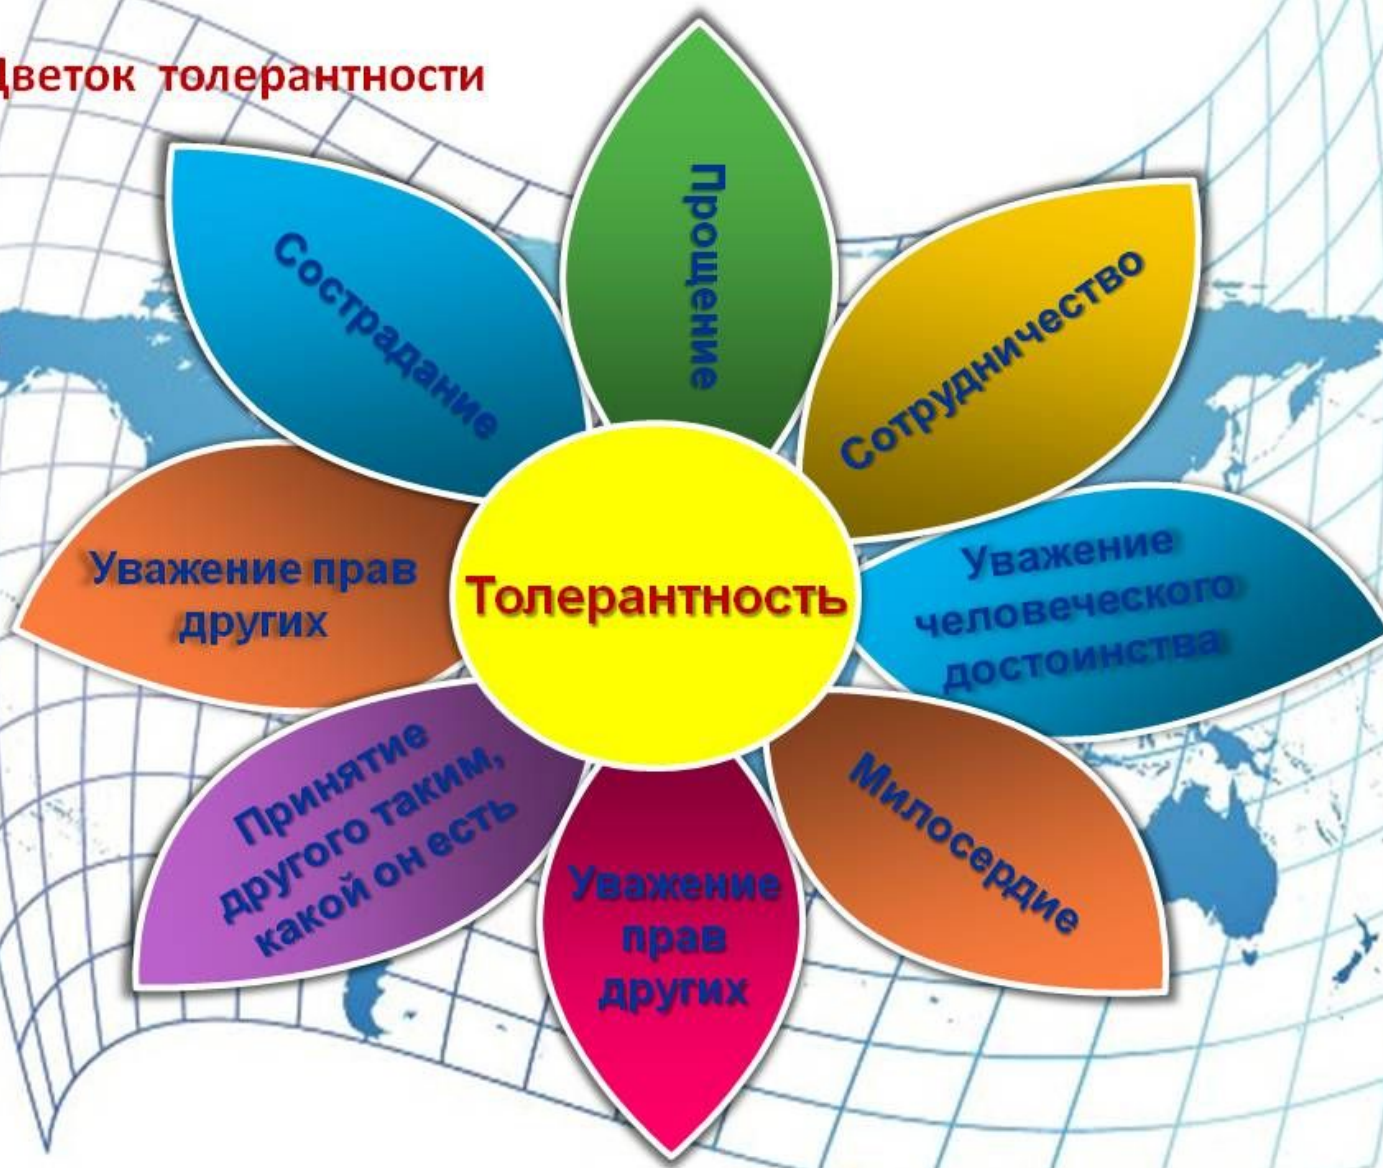 Цветок толерантности
Прощение
Сострадание
Сотрудничество
Уважение прав
других
Толерантность
Уважение
человеческого
достоинства
Принятие
другого таким,
какой он есть
Милосердие
Уважение
прав
других